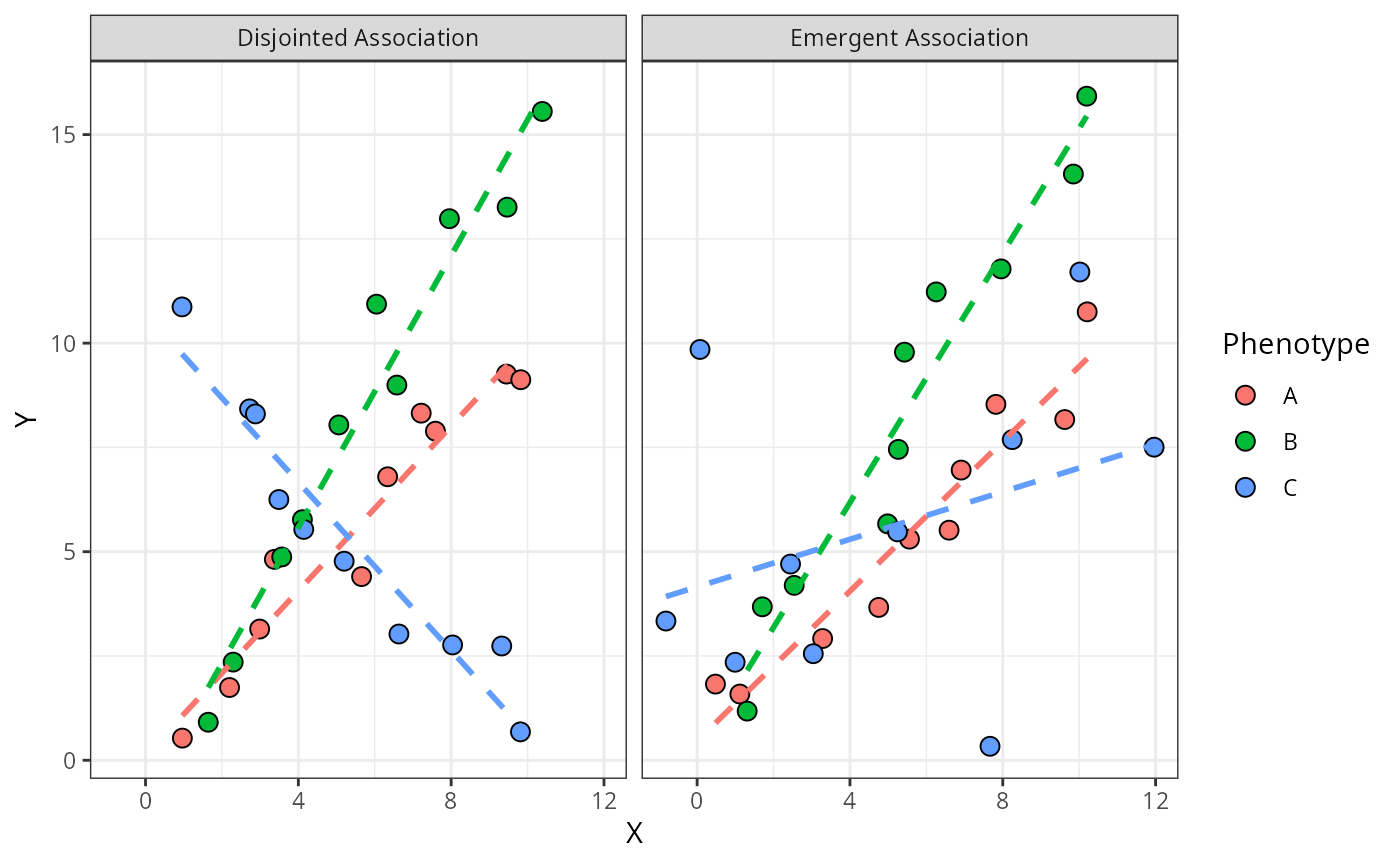 Disjointed Association
Emergent Association
15
10
5
0
Y
0 4 8 12
0 4 8 12
X
Phenotype
A
B
C